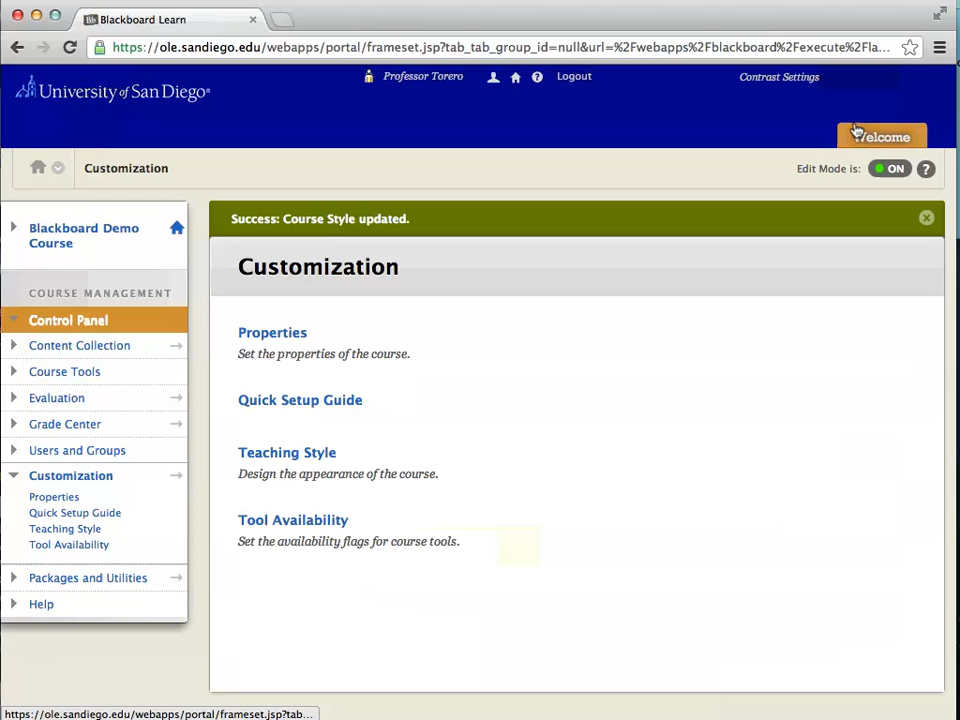 Bb Blackboard Learn
https://ole.sandiego.edu/webapps/portal/frameset.jsp?tab_tab_group_id=null&url=%2Fwebapps%2Fblackboard%2Fexecute%2Fla...
University of San Diego
Professor Torero
Logout
Contrast Settings
Welcome
Customization
Edit Mode is: ON ?
Blackboard Demo
Course
COURSE MANAGEMENT
Control Panel
Content Collection
Course Tools
Evaluation
Grade Center
Users and Groups
Customization
Properties
Quick Setup Guide
Teaching Style
Tool Availability
Packages and Utilities
Help
Success: Course Style updated.
Customization
Properties
Set the properties of the course.
Quick Setup Guide
Teaching Style
Design the appearance of the course.
Tool Availability
Set the availability flags for course tools.
https://ole.sandiego.edu/webapps/portal/frameset.jsp?tab...